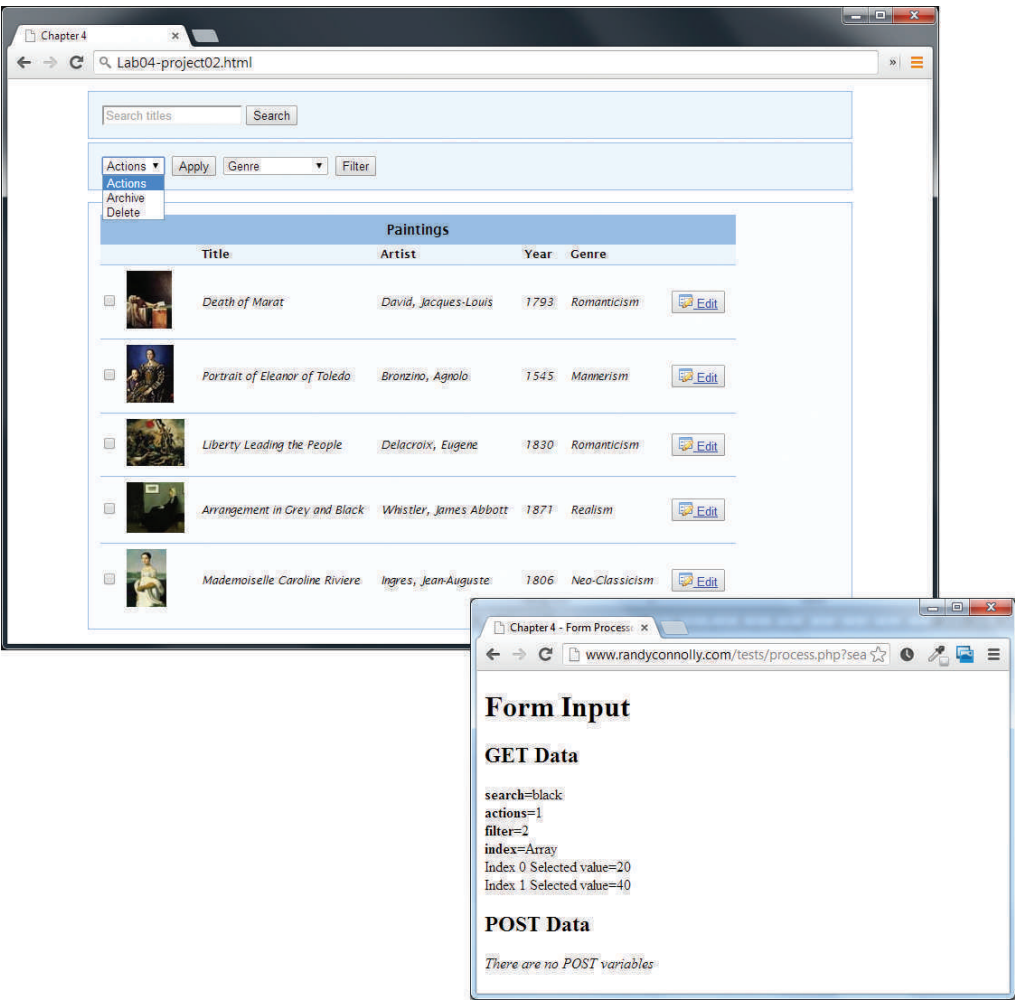 Chapter 4
Lab04-project02.html
Search titles Search
Actions Apply Genre Filter
Actions
Archive
Delete
Paintings
Title Artist Year Genre
Death of Marat David, Jacques-Louis 1793 Romanticism Edit
Portrait of Eleanor of Toledo Bronzino, Agnolo 1545 Mannerism Edit
Liberty Leading the People Delacroix, Eugene 1830 Romanticism Edit
Arrangement in Grey and Black Whistler, James Abbott 1871 Realism Edit
Mademoiselle Caroline Riviere Ingres, Jean-Auguste 1806 Neo-Classicism Edit
Chapter 4 - Form Process
www.randyconnolly.com/tests/process.php?sea
Form Input
GET Data
search=black
actions=1
filter=2
index=Array
Index 0 Selected value=20
Index 1 Selected value=40
POST Data
There are no POST variables